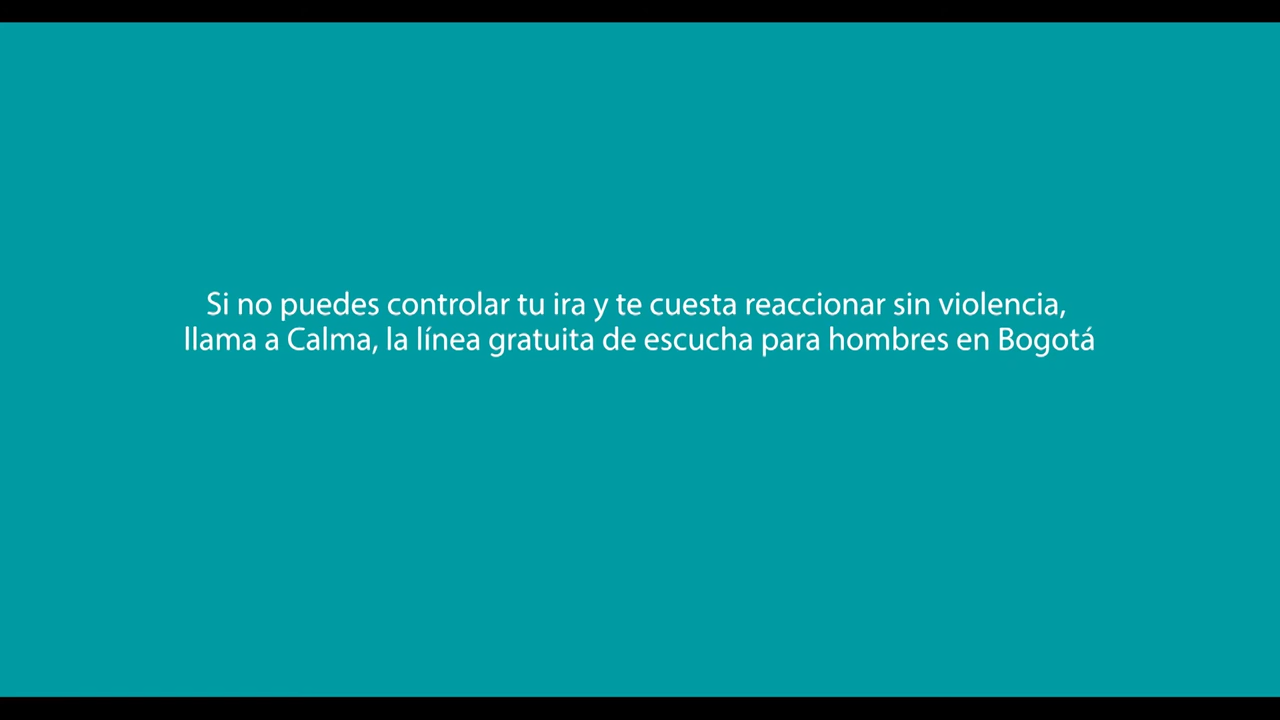 Si no puedes controlar tu ira y te cuesta reaccionar sin violencia,
llama a Calma, la línea gratuita de escucha para hombres en Bogotá